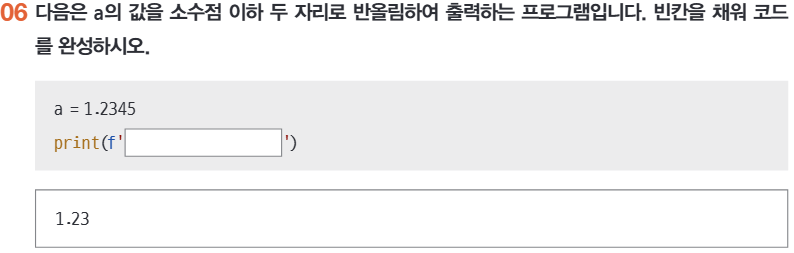 06 다음은 a의 값을 소수점 이하 두 자리로 반올림하여 출력하는 프로그램입니다. 빈칸을 채워 코드
를 완성하시오.
a = 1.2345
print(f'          ')
1.23